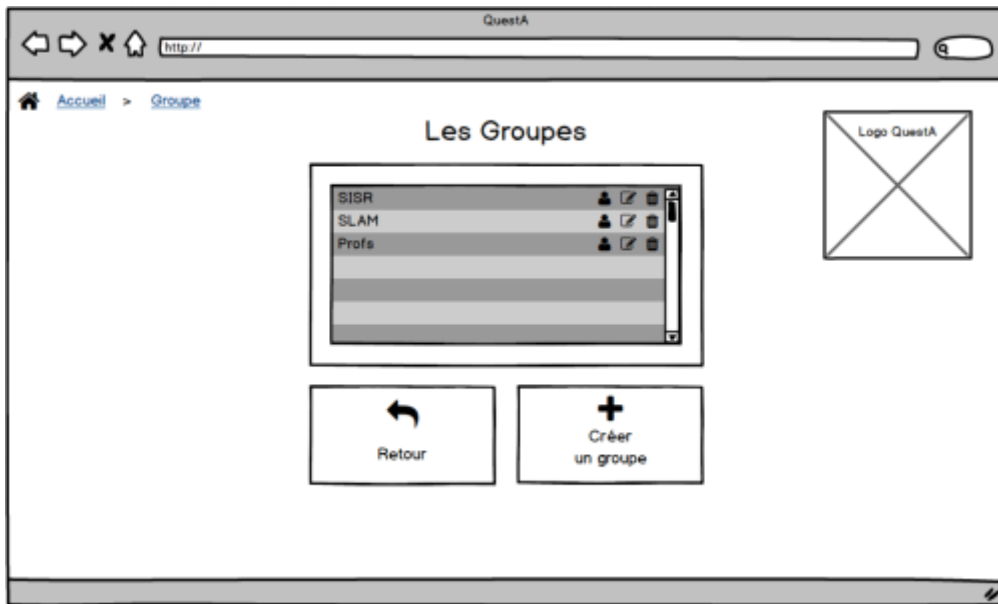 QuestA
http://
Accueil > Groupe
Les Groupes
Logo QuestA
SISR
SLAM
Profs
Retour
Créer
un groupe